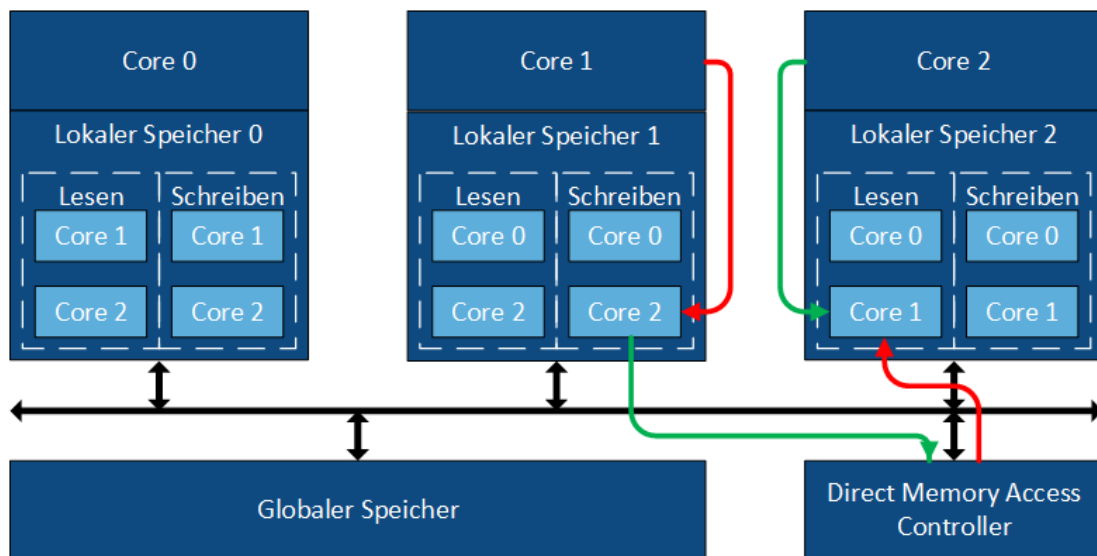 Core 0
Core 1
Core 2
Lokaler Speicher 0
Lokaler Speicher 1
Lokaler Speicher 2
Lesen
Schreiben
Core 1
Core 1
Core 2
Core 2
Lesen
Schreiben
Core 0
Core 0
Core 2
Core 2
Lesen
Schreiben
Core 0
Core 0
Core 1
Core 1
Globaler Speicher
Direct Memory Access
Controller